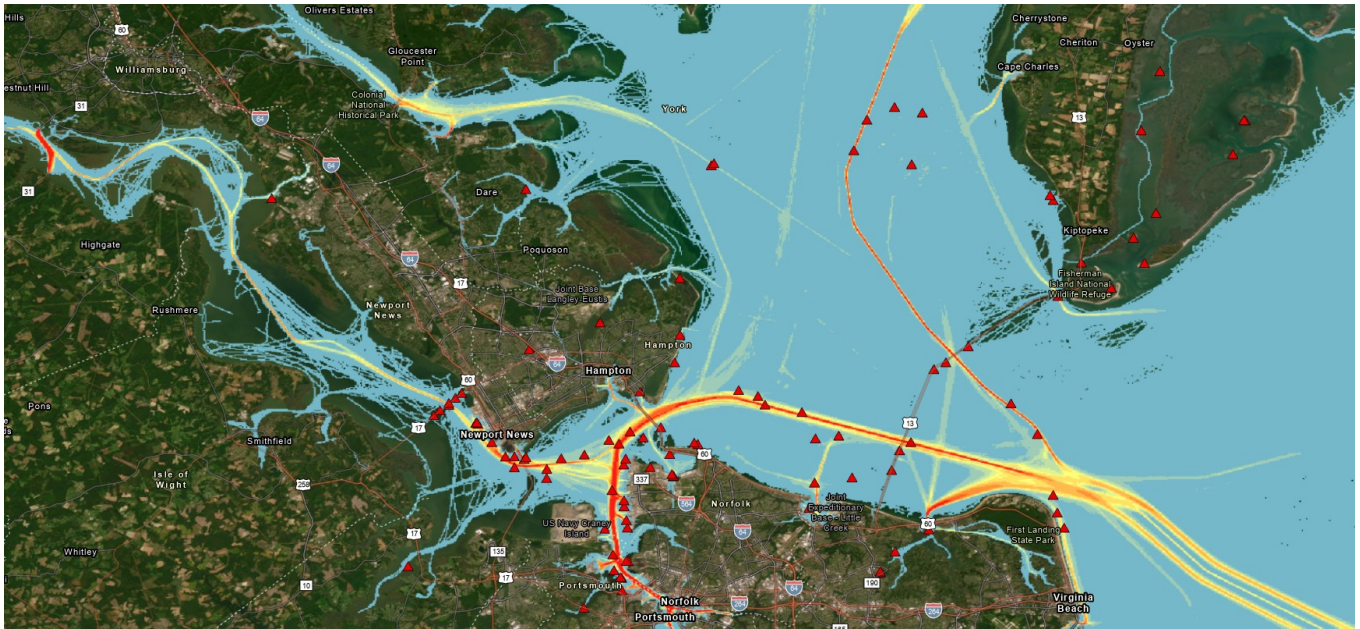 Hills
Olivers Estates
60
Williamsburg
Gloucester
Point
Cherrystone
Cheriton
Oyster
Cape Charles
31
Colonial
National
Historical Park
York
64
13
64
31
Dare
Highgate
Poquoson
Kiptopeke
64
17
Joint Base
Langley-Eustis
Fisherman
Island National
Wildlife Refuge
Rushmere
Newport
News
Hampton
64
Hampton
60
Pons
17
13
Smithfield
Newport News
60
Isle of
Wight
258
337
564
Norfolk
Joint
Expeditionary
Base - Little
Creek
US Navy Craney
Island
60
First Landing
State Park
17
64
Whitley
135
10
17
Portsmouth
190
64
Norfolk
264
264
Virginia
Beach
Portsmouth